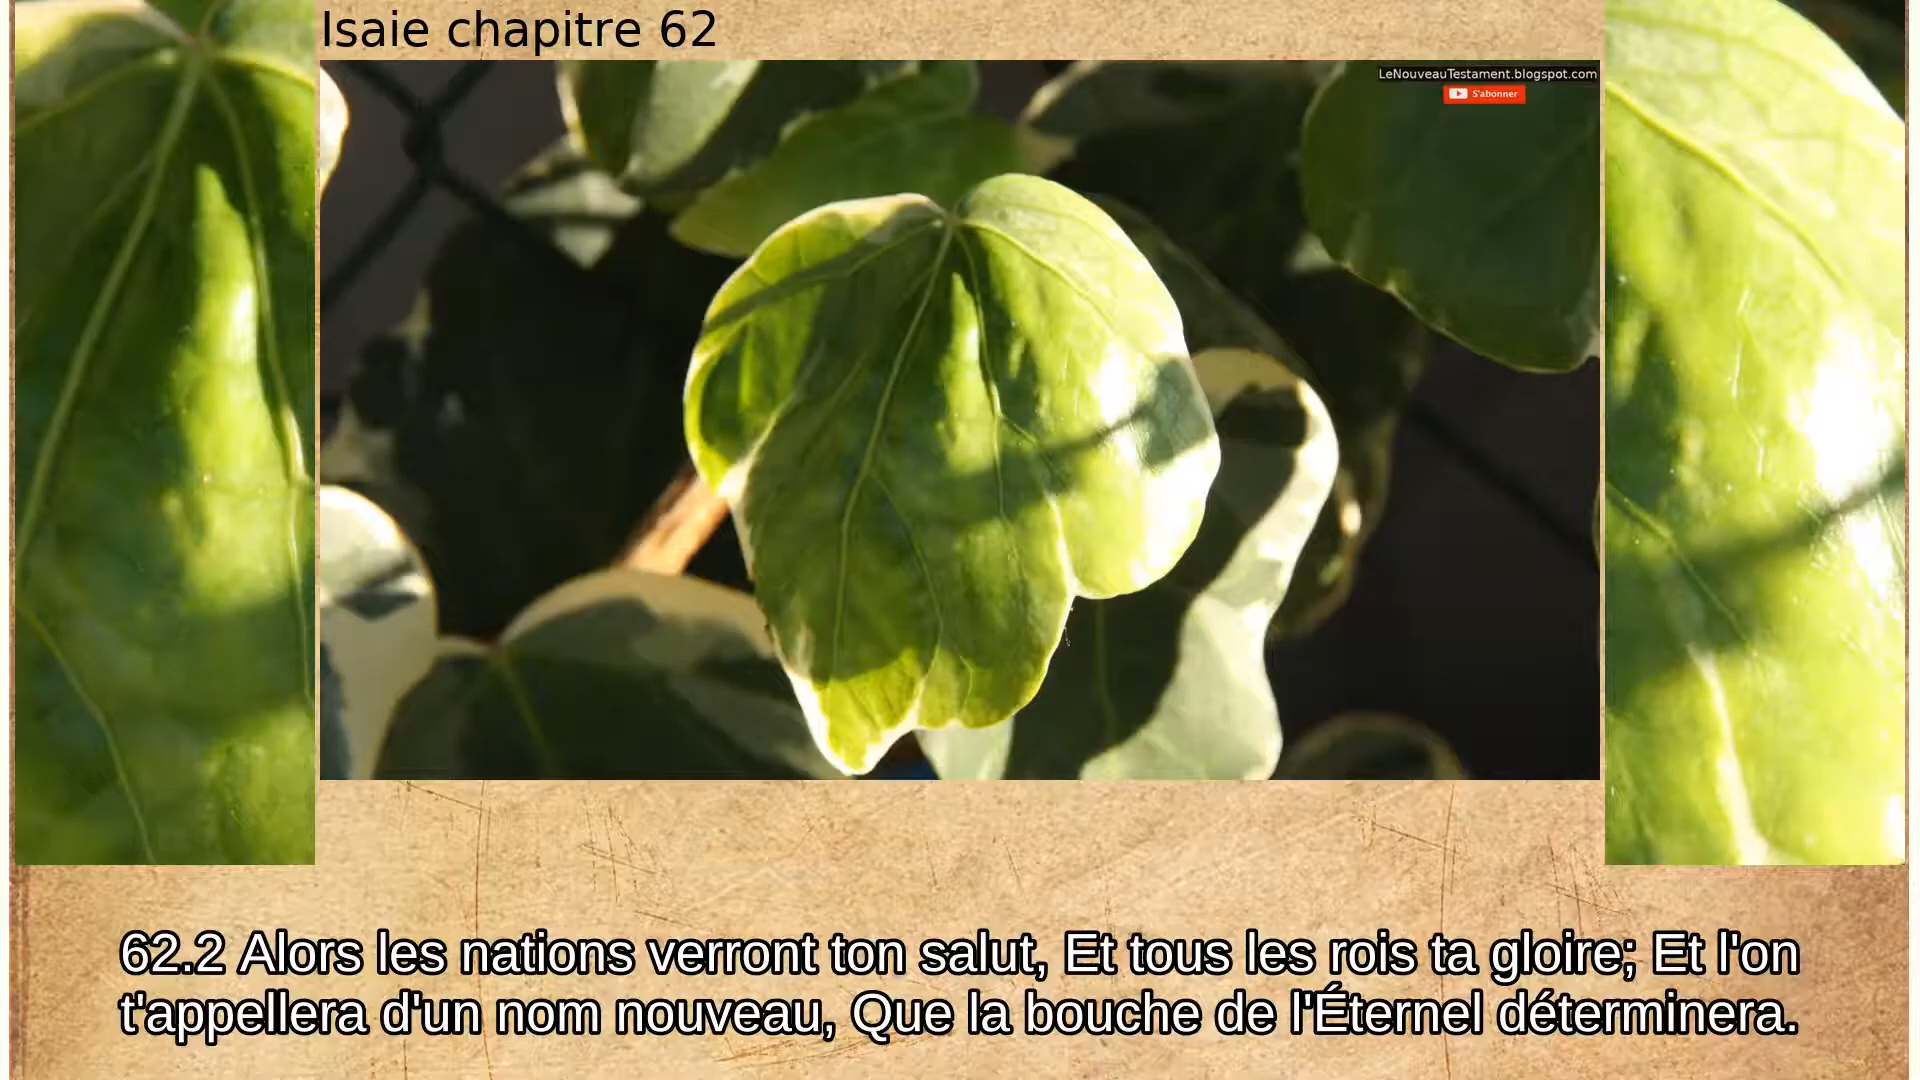 Isaie chapitre 62
LeNouveauTestament.blogspot.com
S'abonner
62.2 Alors les nations verront ton salut, Et tous les rois ta gloire; Et l'on
t'appellera d'un nom nouveau, Que la bouche de l'Éternel déterminera.